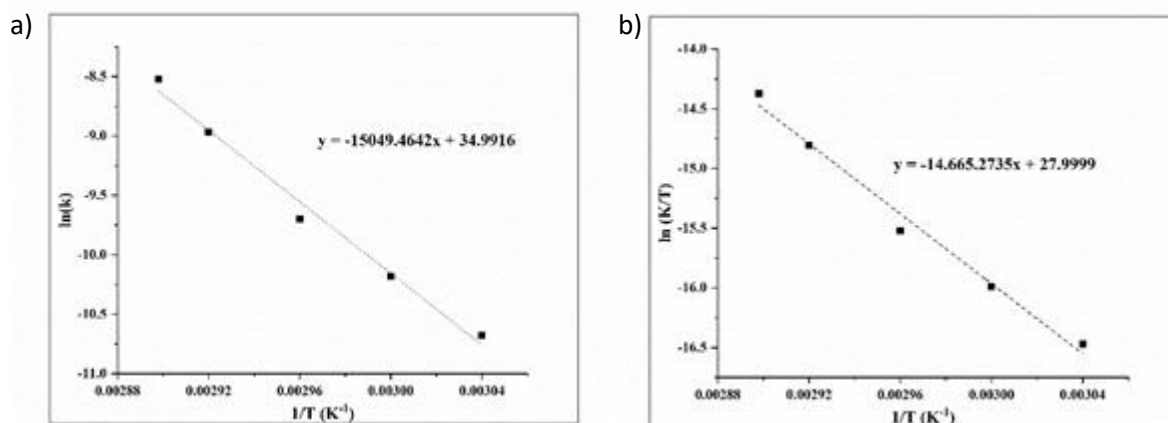 a)
ln(k)
-8.5
-9.0
-9.5
-10.0
-10.5
-11.0
y = -15049.4642x + 34.9916
0.00288 0.00292 0.00296 0.00300 0.00304
1/T (K⁻¹)
b)
ln (K/T)
-14.0
-14.5
-15.0
-15.5
-16.0
-16.5
y = -14.665.2735x + 27.9999
0.00288 0.00292 0.00296 0.00300 0.00304
1/T (K⁻¹)